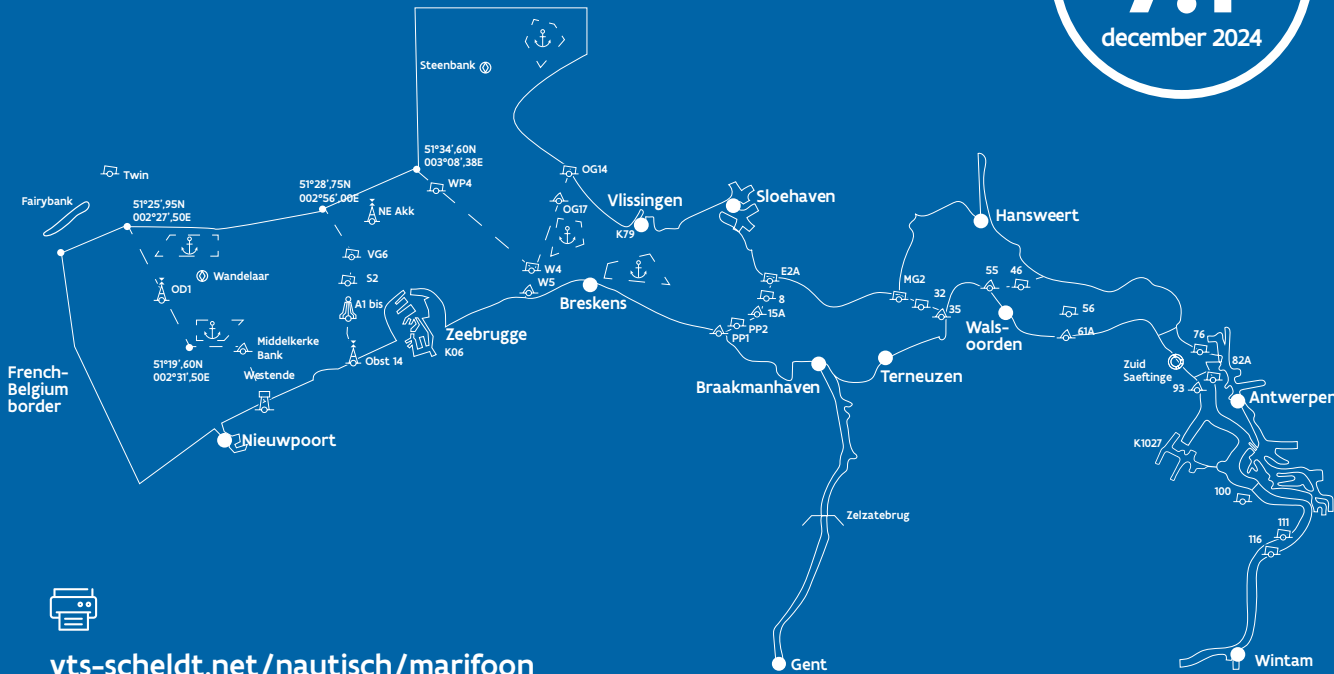 december 2024
Steenbank
51°34',60N
003°08',38E
WP4
OG14
Twin
51°28',75N
002°56',00E
Fairybank
51°25',95N
002°27',50E
NE Akk
OG17
Vlissingen
K79
Sloehaven
Hansweert
VG6
Wandelaar
S2
W4
W5
E2A
OD1
A1 bis
Breskens
8
15A
PP2
PP1
MG2
32
35
55
46
56
61A
Wals-
oorden
Zeebrugge
K06
Middelkerke
Bank
51°19',60N
002°31',50E
Obst 14
Westende
French-
Belgium
border
Nieuwpoort
Braakmanhaven
Terneuzen
76
82A
Zuid
Saeftinge
93
Antwerpen
K1027
100
111
116
Zelzatebrug
Gent
Wintam
vts-scheldt.net/nautisch/marifoon